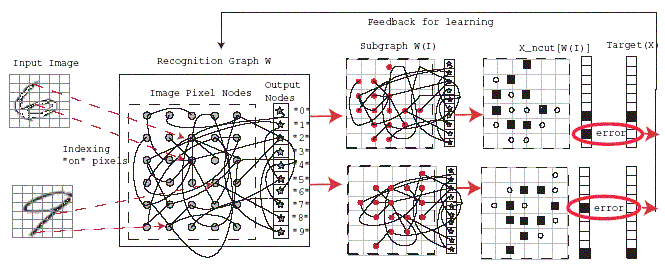 Feedback for learning
Input Image
Recognition Graph W
Subgraph W(I)
X_ncut[W(I)]
Target(X)
Image Pixel Nodes
Output
Nodes
"0"
"1"
"2"
"3"
"4"
"5"
"6"
"7"
"8"
"9"
Indexing
"on" pixels
error
error